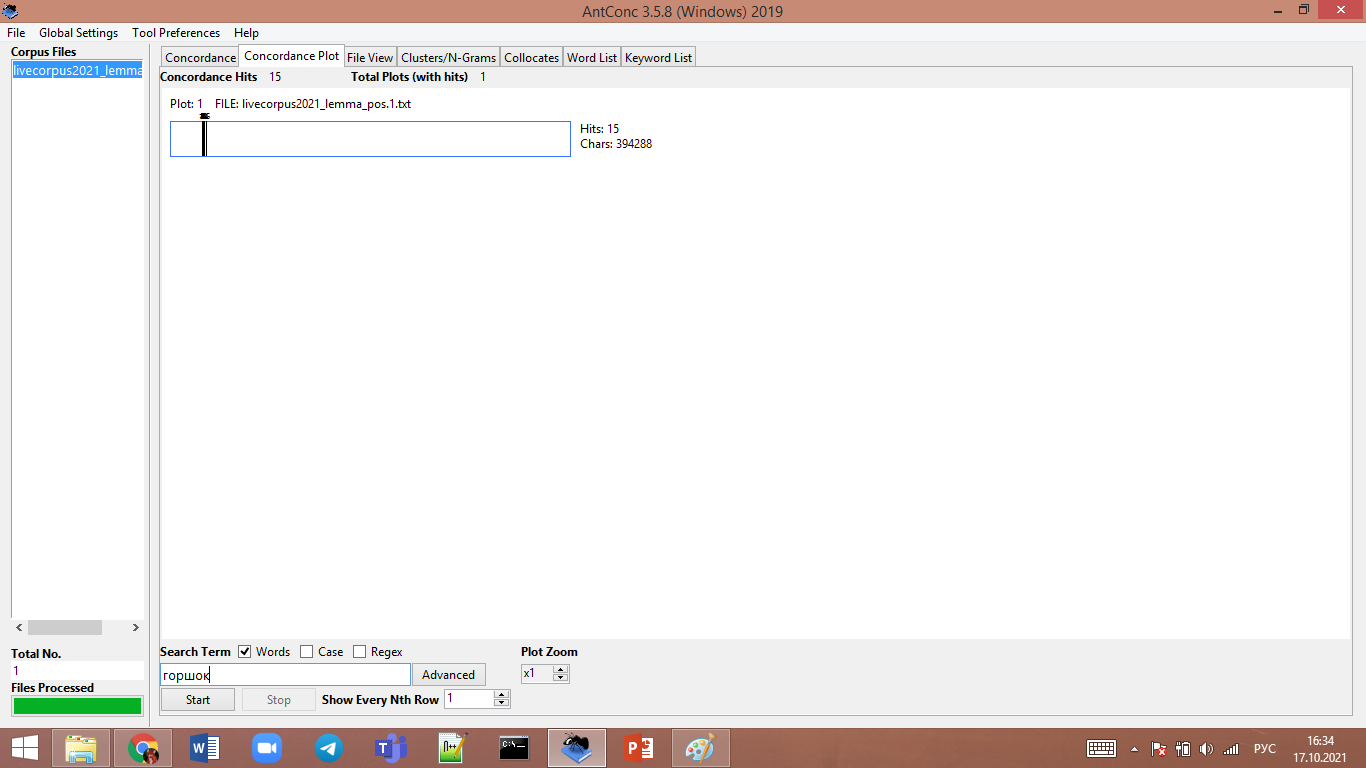 AntConc 3.5.8 (Windows) 2019
File Global Settings Tool Preferences Help
Corpus Files
livecorpus2021_lemma
Total No.
1
Files Processed
Concordance Concordance Plot File View Clusters/N-Grams Collocates Word List Keyword List
Concordance Hits 15 Total Plots (with hits) 1
Plot: 1 FILE: livecorpus2021_lemma_pos.1.txt
Hits: 15
Chars: 394288
Search Term Words Case Regex Plot Zoom
горшок Advanced x1
Start Stop Show Every Nth Row 1
РУС
16:34
17.10.2021